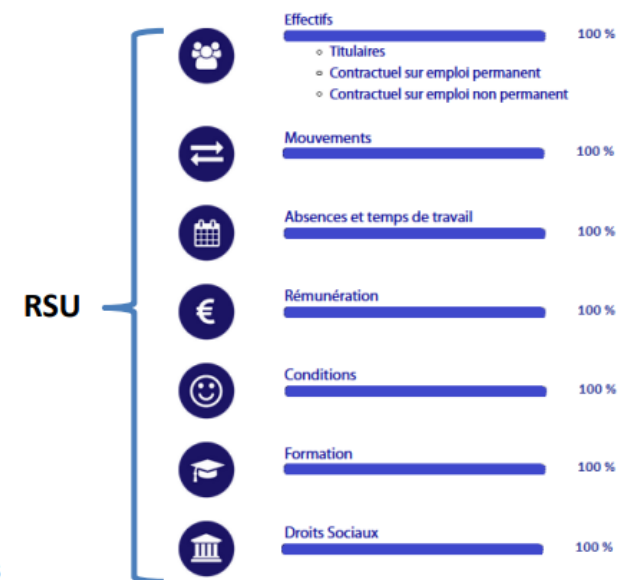 Effectifs
100 %
Titulaires
Contractuel sur emploi permanent
Contractuel sur emploi non permanent
Mouvements
100 %
Absences et temps de travail
100 %
RSU
Rémunération
100 %
Conditions
100 %
Formation
100 %
Droits Sociaux
100 %